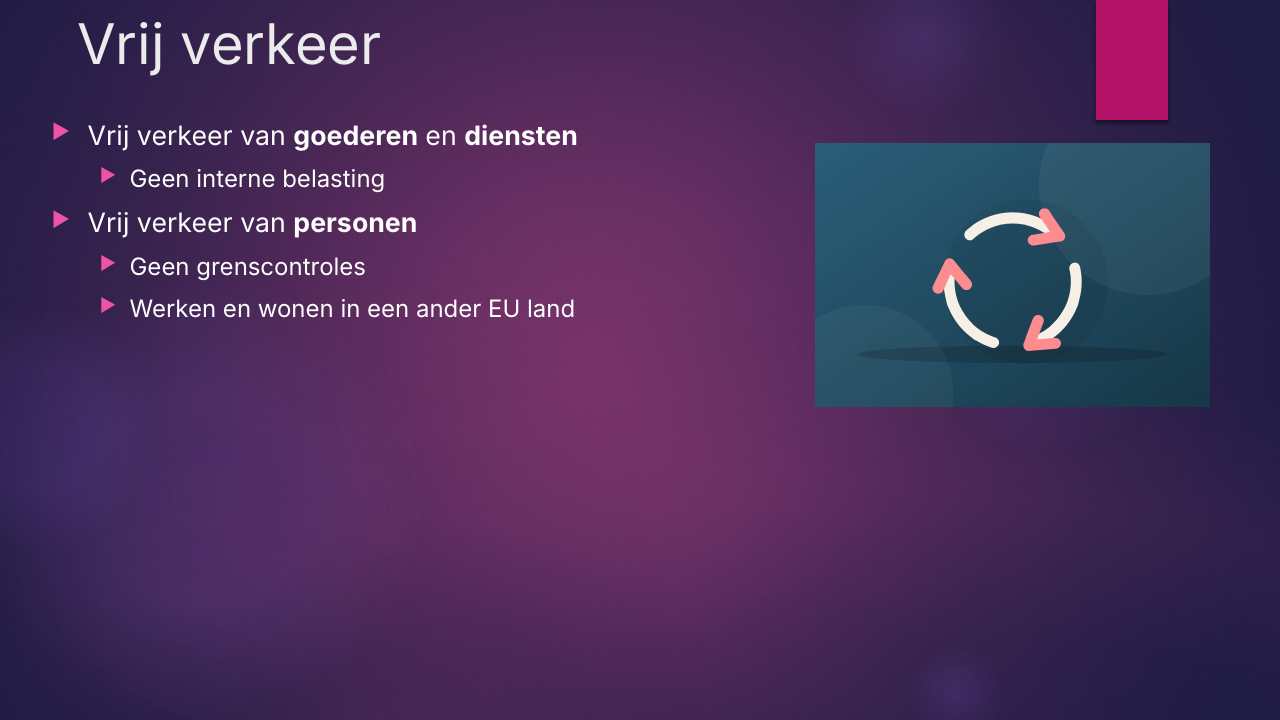 Vrij verkeer
Vrij verkeer van goederen en diensten
Geen interne belasting
Vrij verkeer van personen
Geen grenscontroles
Werken en wonen in een ander EU land